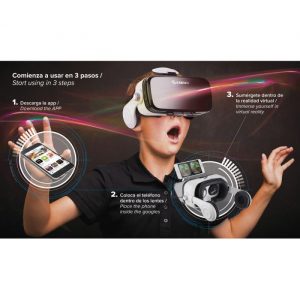 Comienza a usar en 3 pasos /
Start using in 3 steps
1. Descarga la app /
Download the APP
2. Coloca el teléfono
dentro de los lentes /
Place the phone
inside the goggles
3. Sumérgete dentro de
la realidad virtual /
Immerse yourself in
virtual reality